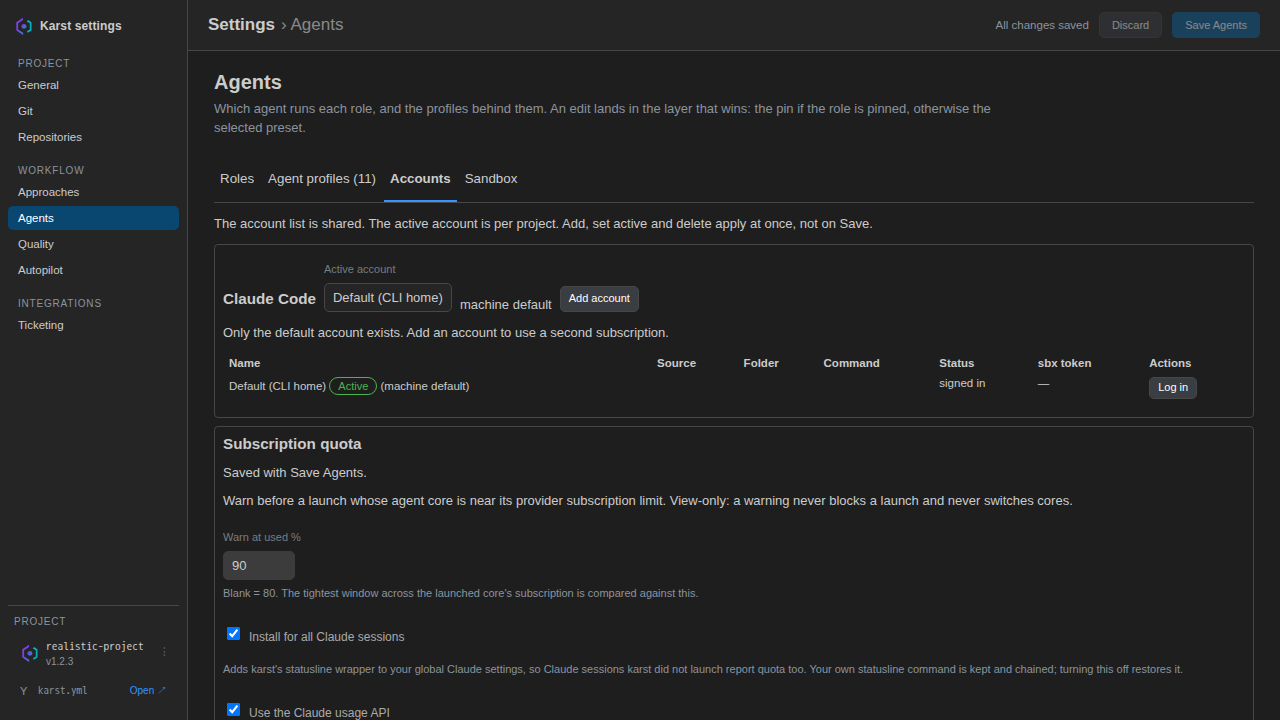 Karst settings
PROJECT
General
Git
Repositories
WORKFLOW
Approaches
Agents
Quality
Autopilot
INTEGRATIONS
Ticketing
PROJECT
realistic-project
v1.2.3
Y karst.yml Open ↗
Settings › Agents
All changes saved Discard Save Agents
Agents
Which agent runs each role, and the profiles behind them. An edit lands in the layer that wins: the pin if the role is pinned, otherwise the
selected preset.
Roles Agent profiles (11) Accounts Sandbox
The account list is shared. The active account is per project. Add, set active and delete apply at once, not on Save.
Active account
Claude Code Default (CLI home) machine default Add account
Only the default account exists. Add an account to use a second subscription.
Name Source Folder Command Status sbx token Actions
Default (CLI home) Active (machine default) signed in — Log in
Subscription quota
Saved with Save Agents.
Warn before a launch whose agent core is near its provider subscription limit. View-only: a warning never blocks a launch and never switches cores.
Warn at used %
90
Blank = 80. The tightest window across the launched core's subscription is compared against this.
Install for all Claude sessions
Adds karst's statusline wrapper to your global Claude settings, so Claude sessions karst did not launch report quota too. Your own statusline command is kept and chained; turning this off restores it.
Use the Claude usage API